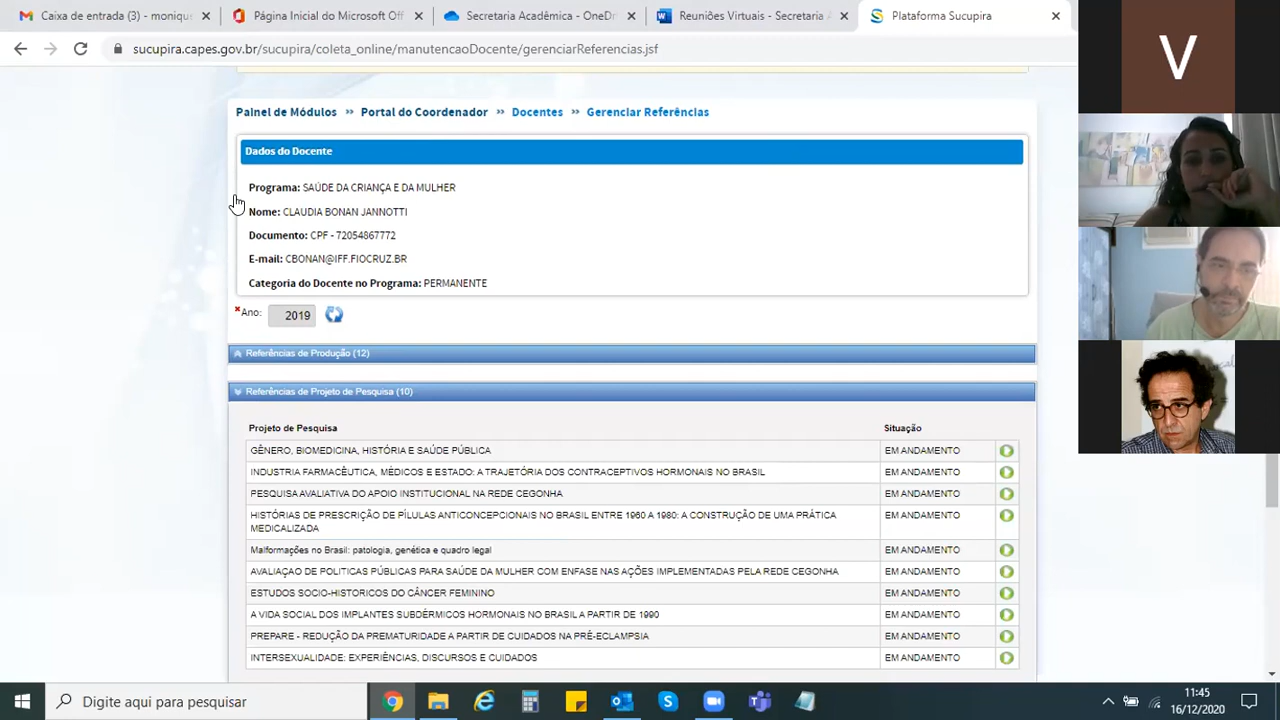 Caixa de entrada (3) - moniqu
Página Inicial do Microsoft Off
Secretaria Acadêmica - OneDr
Reuniões Virtuais - Secretaria A
Plataforma Sucupira
sucupira.capes.gov.br/sucupira/coleta_online/manutencaoDocente/gerenciarReferencias.jsf
V
Painel de Módulos » Portal do Coordenador » Docentes » Gerenciar Referências
Dados do Docente
Programa: SAÚDE DA CRIANÇA E DA MULHER
Nome: CLAUDIA BONAN JANNOTTI
Documento: CPF - 72054867772
E-mail: CBONAN@IFF.FIOCRUZ.BR
Categoria do Docente no Programa: PERMANENTE
Ano: 2019
Referências de Produção (12)
Referências de Projeto de Pesquisa (10)
Projeto de Pesquisa Situação
GÊNERO, BIOMEDICINA, HISTÓRIA E SAÚDE PÚBLICA EM ANDAMENTO
INDUSTRIA FARMACÊUTICA, MÉDICOS E ESTADO: A TRAJETÓRIA DOS CONTRACEPTIVOS HORMONAIS NO BRASIL EM ANDAMENTO
PESQUISA AVALIATIVA DO APOIO INSTITUCIONAL NA REDE CEGONHA EM ANDAMENTO
HISTÓRIAS DE PRESCRIÇÃO DE PÍLULAS ANTICONCEPCIONAIS NO BRASIL ENTRE 1960 A 1980: A CONSTRUÇÃO DE UMA PRÁTICA EM ANDAMENTO
MEDICALIZADA
Malformações no Brasil: patologia, genética e quadro legal EM ANDAMENTO
AVALIAÇAO DE POLITICAS PÚBLICAS PARA SAÚDE DA MULHER COM ENFASE NAS AÇÕES IMPLEMENTADAS PELA REDE CEGONHA EM ANDAMENTO
ESTUDOS SOCIO-HISTORICOS DO CÂNCER FEMININO EM ANDAMENTO
A VIDA SOCIAL DOS IMPLANTES SUBDÉRMICOS HORMONAIS NO BRASIL A PARTIR DE 1990 EM ANDAMENTO
PREPARE - REDUÇÃO DA PREMATURIDADE A PARTIR DE CUIDADOS NA PRÉ-ECLAMPSIA EM ANDAMENTO
INTERSEXUALIDADE: EXPERIÊNCIAS, DISCURSOS E CUIDADOS EM ANDAMENTO
Digite aqui para pesquisar
11:45
16/12/2020